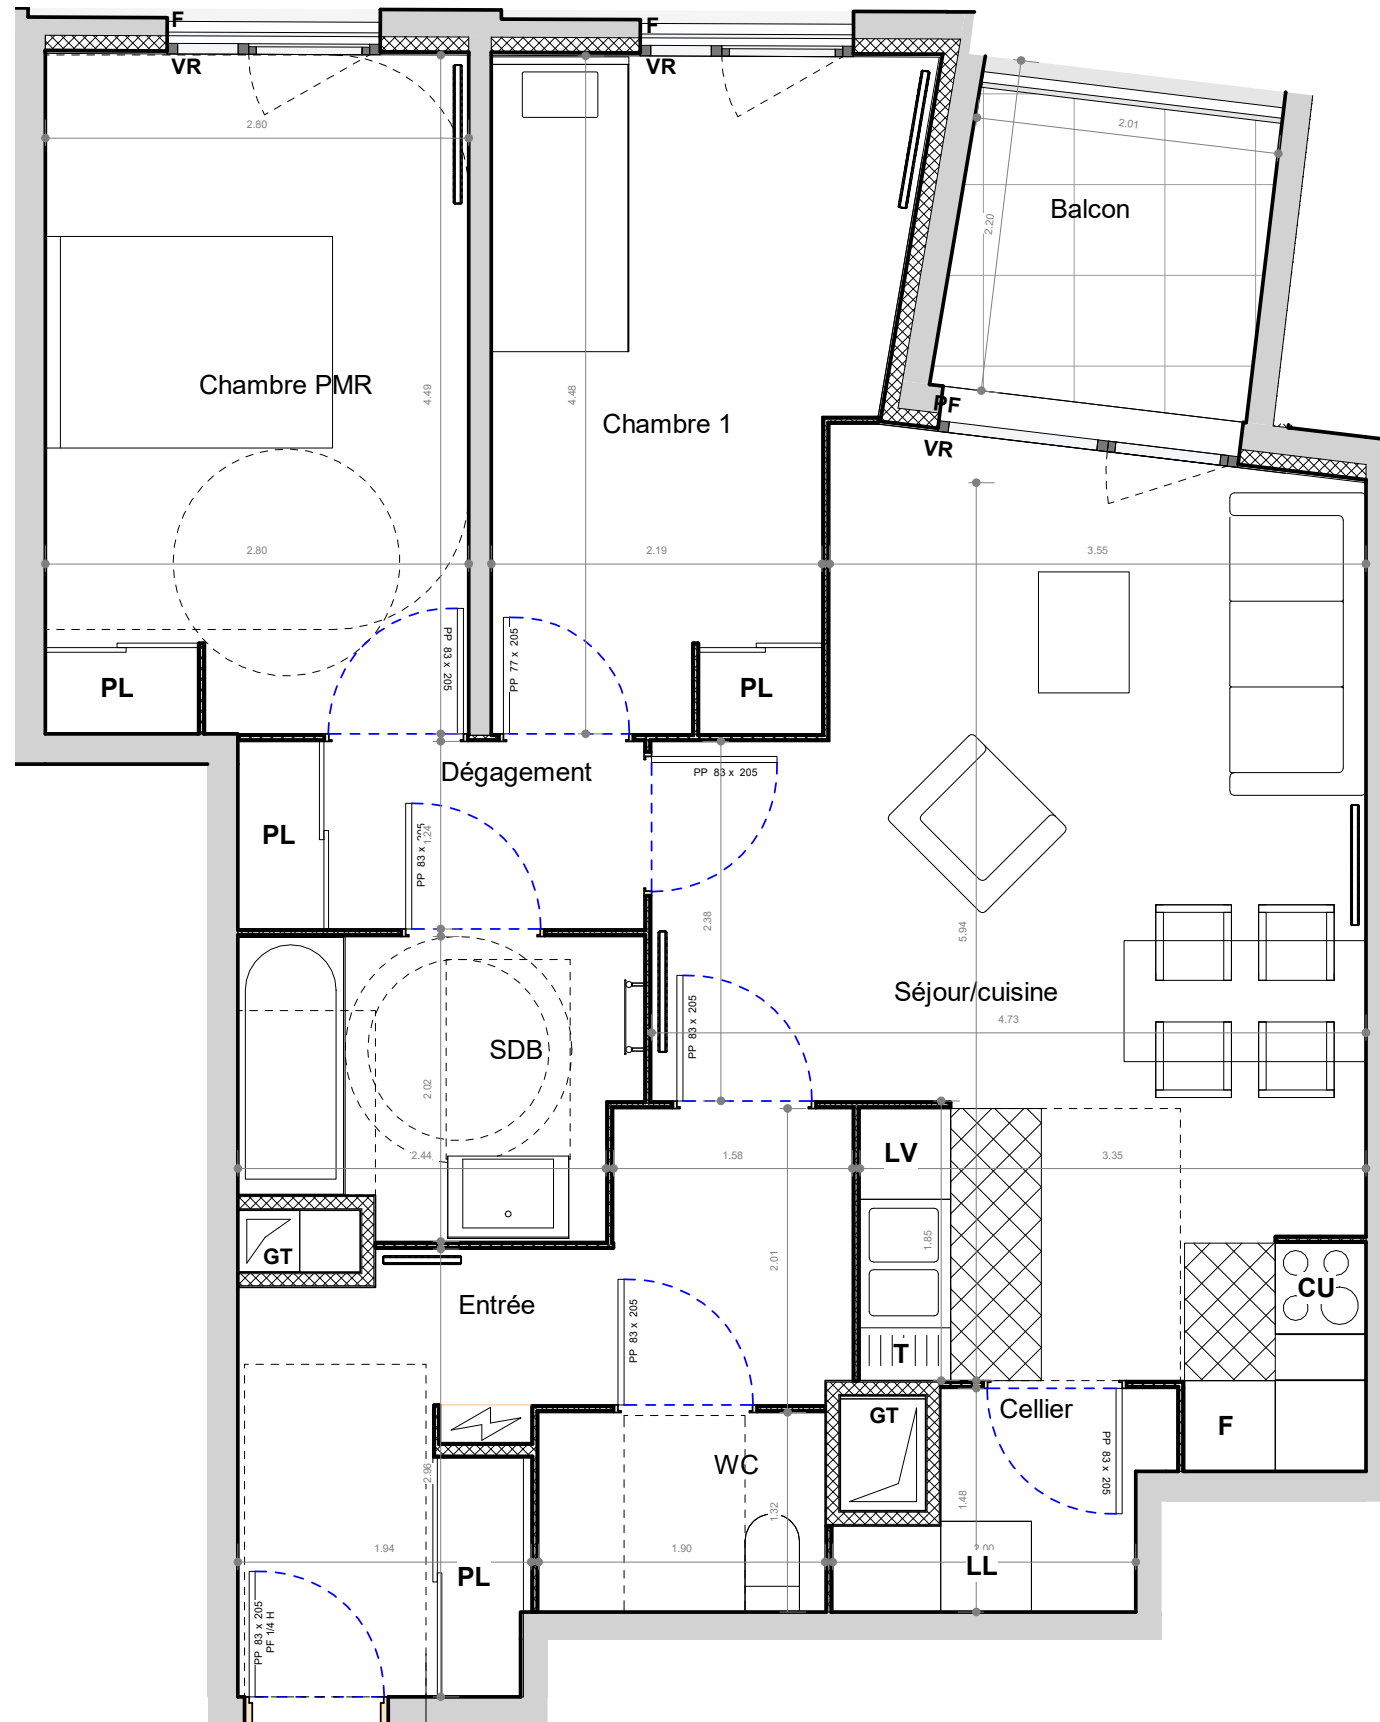 F
VR
F
VR
2.80
2.01
2.20
Balcon
Chambre PMR
4.49
4.48
Chambre 1
PF
VR
2.80
2.19
3.55
PP 83 x 205
PP 77 x 205
PL
PL
Dégagement
PP 83 x 205
PL
PP 83 x 205
1.24
2.38
5.94
Séjour/cuisine
4.73
SDB
PP 83 x 205
2.02
2.44
1.58
LV
3.35
1.85
2.01
GT
CU
Entrée
PP 83 x 205
T
Cellier
GT
F
PP 83 x 205
WC
2.96
1.32
1.48
1.94
1.90
2.00
PL
LL
PP 83 x 205
PF 1/4 H